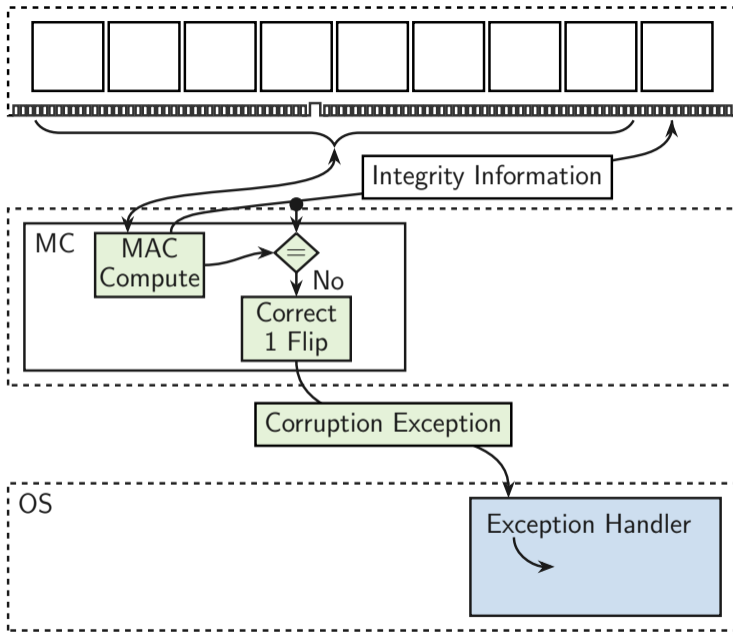 Integrity Information
MC
MAC
Compute
=
No
Correct
1 Flip
Corruption Exception
OS
Exception Handler